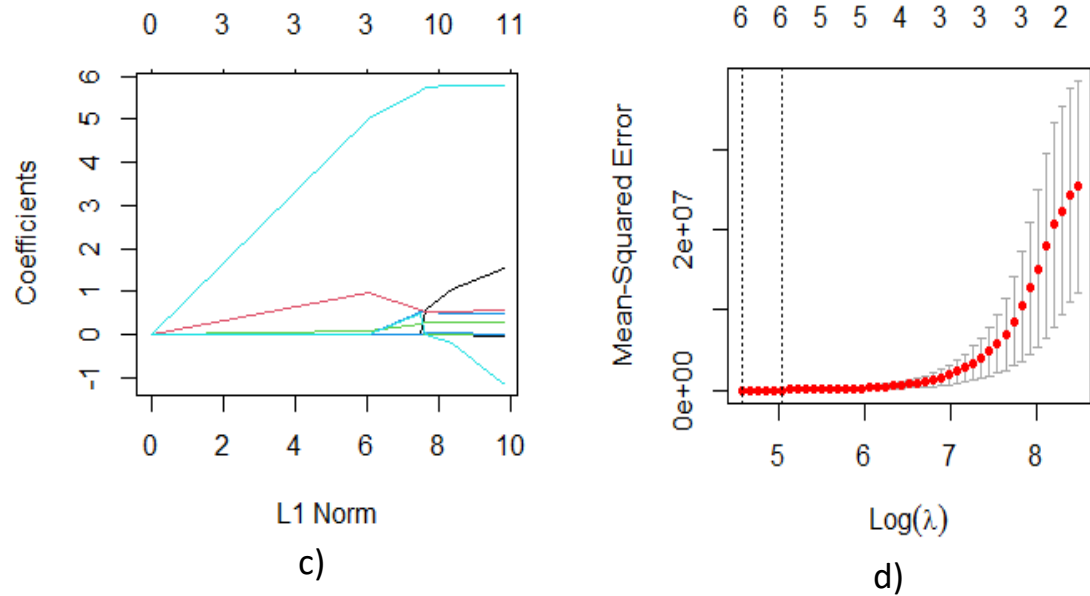 0 3 3 3 10 11
Coefficients
6
5
4
3
2
1
0
-1
0 2 4 6 8 10
L1 Norm
c)
6 6 5 5 4 3 3 3 2
Mean-Squared Error
2e+07
0e+00
5 6 7 8
Log(λ)
d)